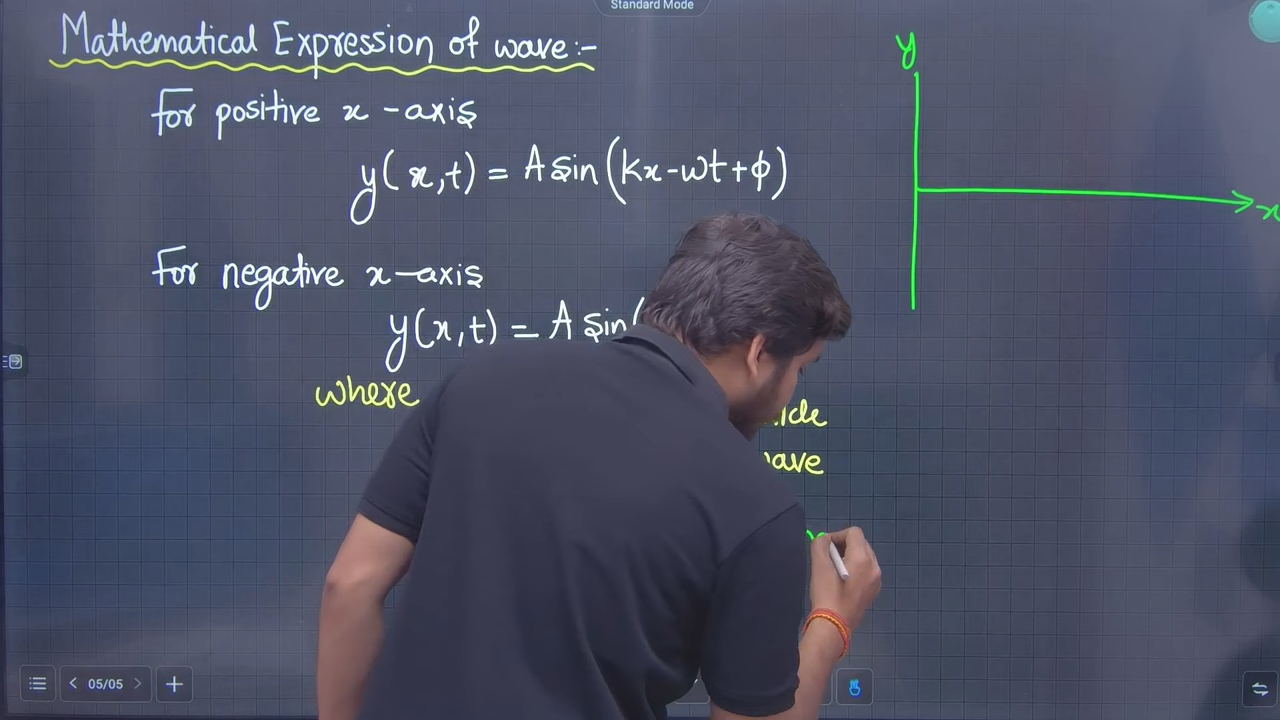 Standard Mode
Mathematical Expression of wave:-
For positive x-axis
y(x,t) = A sin(kx-ωt+φ)
For negative x-axis
y(x,t) = A sin(
where
y
x
05/05